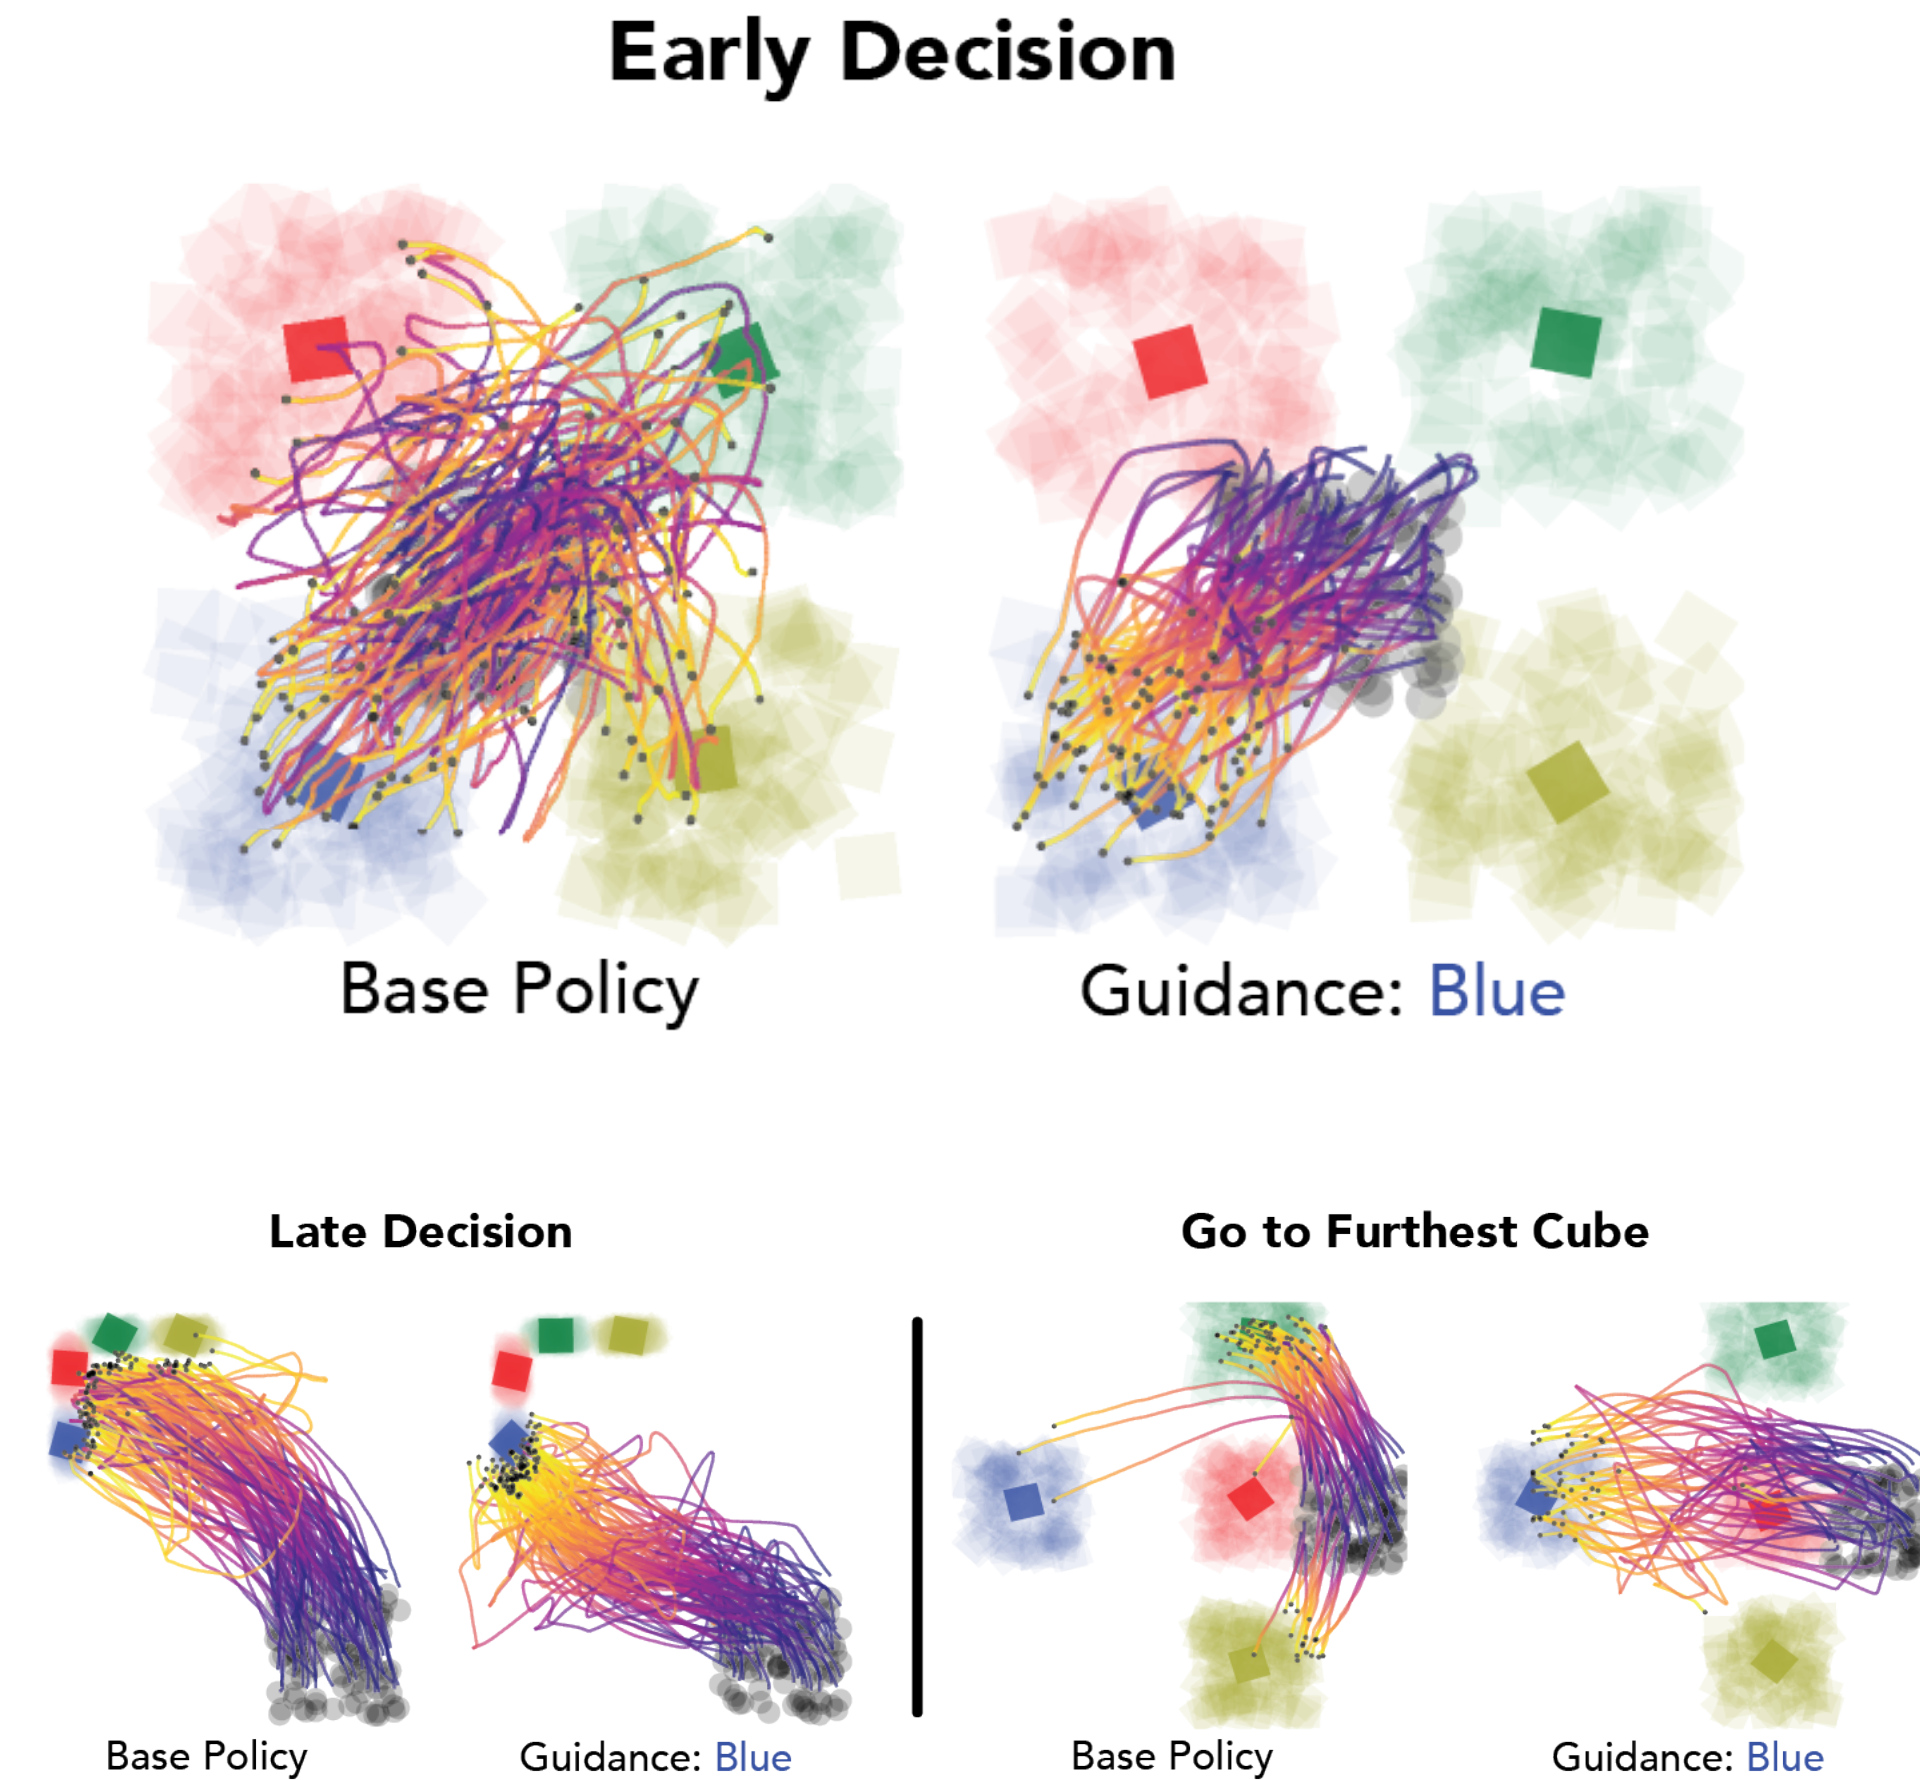 Early Decision
Base Policy
Guidance: Blue
Late Decision
Go to Furthest Cube
Base Policy
Guidance: Blue
Base Policy
Guidance: Blue